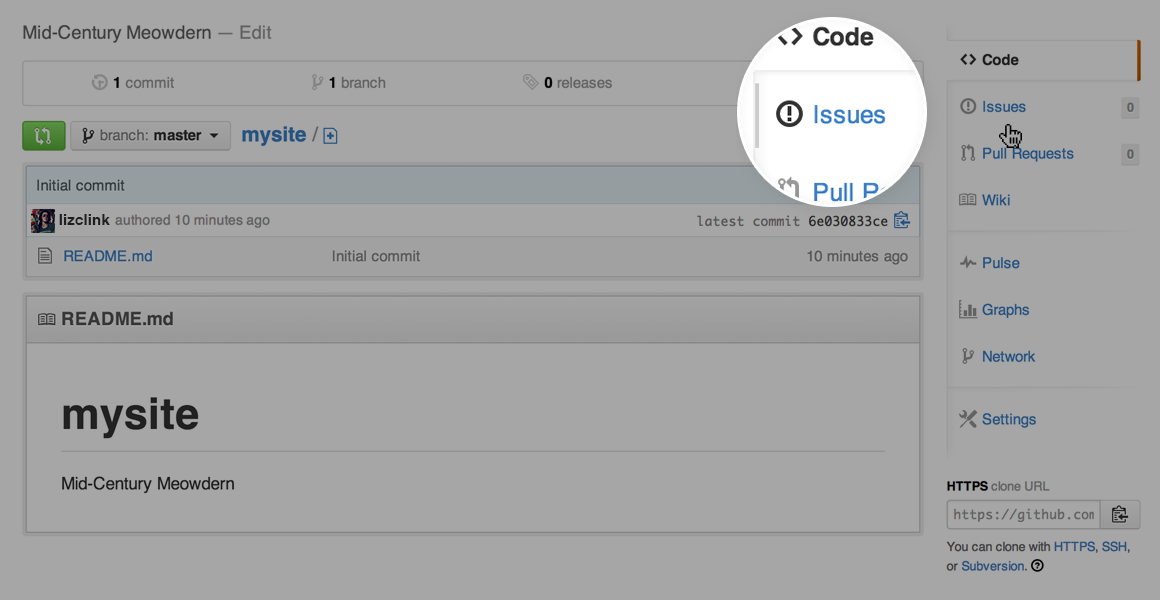 Mid-Century Meowdern — Edit
1 commit
1 branch
0 releases
branch: master
mysite /
Initial commit
lizclink authored 10 minutes ago
latest commit 6e030833ce
README.md
Initial commit
10 minutes ago
README.md
mysite
Mid-Century Meowdern
Code
Issues
Pull R
Code
Issues 0
Pull Requests 0
Wiki
Pulse
Graphs
Network
Settings
HTTPS clone URL
https://github.com
You can clone with HTTPS, SSH,
or Subversion.